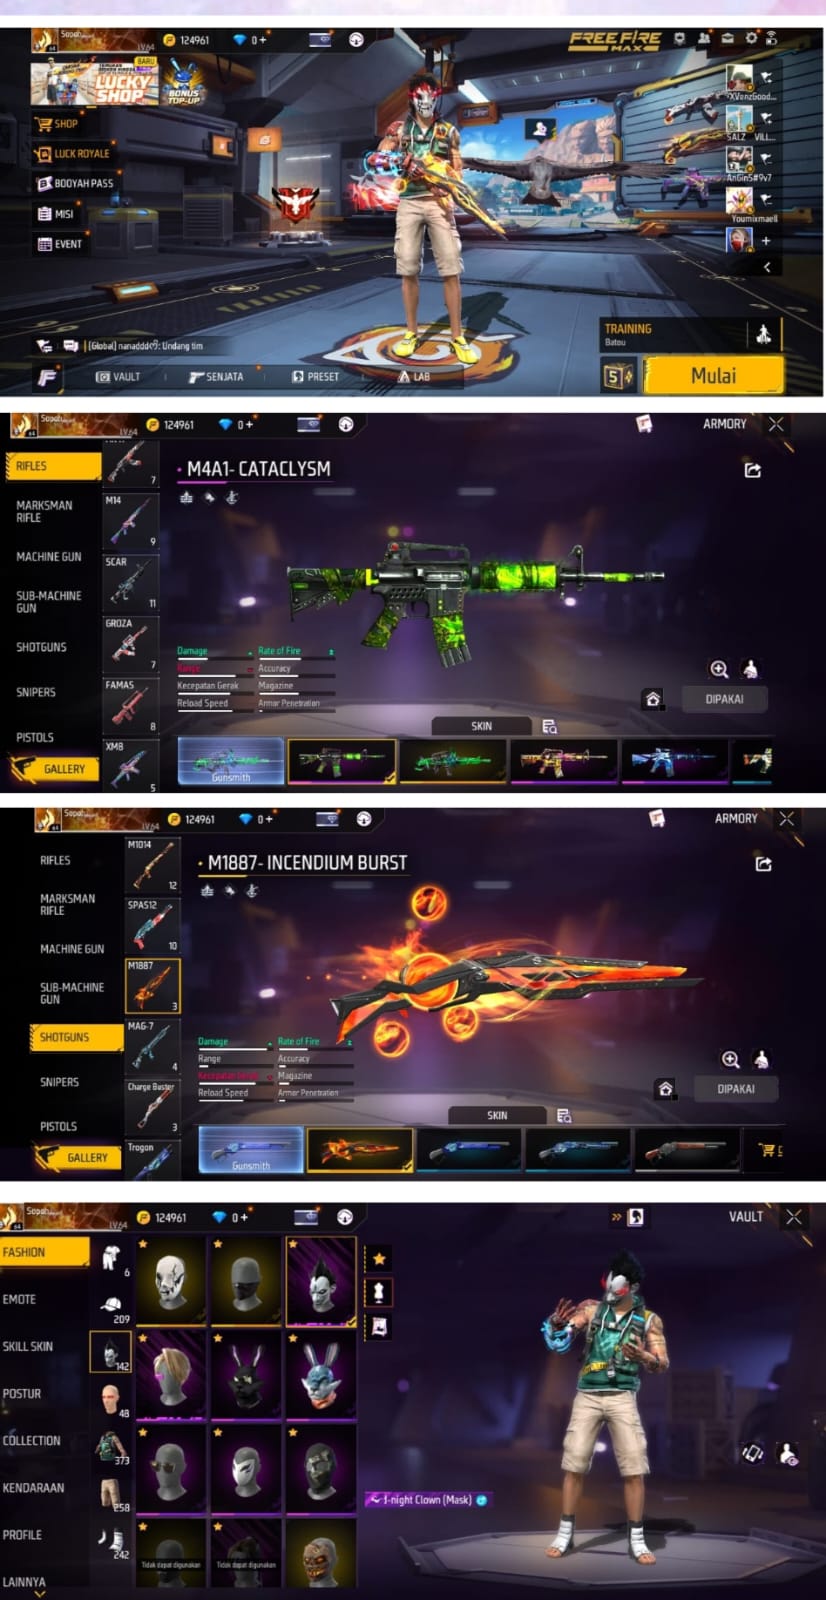 Sopoh
LV.64
124961
0 +
FREE FIRE
MAX
BARU
LUCKY
SHOP
BONUS
TOP-UP
SHOP
LUCK ROYALE
BOOYAH PASS
MISI
EVENT
XVenzGood...
SALZ VILL...
AnGinS#9v7
Youmixmaell
[Global] nanaddd♡: Undang tim
TRAINING
Batou
VAULT
SENJATA
PRESET
LAB
5
Mulai
Sopoh
LV.64
124961
0 +
ARMORY
RIFLES
MARKSMAN
RIFLE
MACHINE GUN
SUB-MACHINE
GUN
SHOTGUNS
SNIPERS
PISTOLS
GALLERY
7
M14
9
SCAR
11
GROZA
7
FAMAS
8
XM8
5
M4A1- CATACLYSM
Damage
Rate of Fire
Range
Accuracy
Kecepatan Gerak
Magazine
Reload Speed
Armor Penetration
DIPAKAI
SKIN
Gunsmith
Sopoh
LV.64
124961
0 +
ARMORY
RIFLES
MARKSMAN
RIFLE
MACHINE GUN
SUB-MACHINE
GUN
SHOTGUNS
SNIPERS
PISTOLS
GALLERY
M1014
12
SPAS12
10
M1887
3
MAG-7
4
Charge Buster
3
Trogon
M1887- INCENDIUM BURST
Damage
Rate of Fire
Range
Accuracy
Kecepatan Gerak
Magazine
Reload Speed
Armor Penetration
DIPAKAI
SKIN
Gunsmith
Sopoh
LV.64
124961
0 +
VAULT
FASHION
EMOTE
SKILL SKIN
POSTUR
COLLECTION
KENDARAAN
PROFILE
LAINNYA
6
209
142
48
373
258
242
Tidak dapat digunakan
Tidak dapat digunakan
-night Clown (Mask)